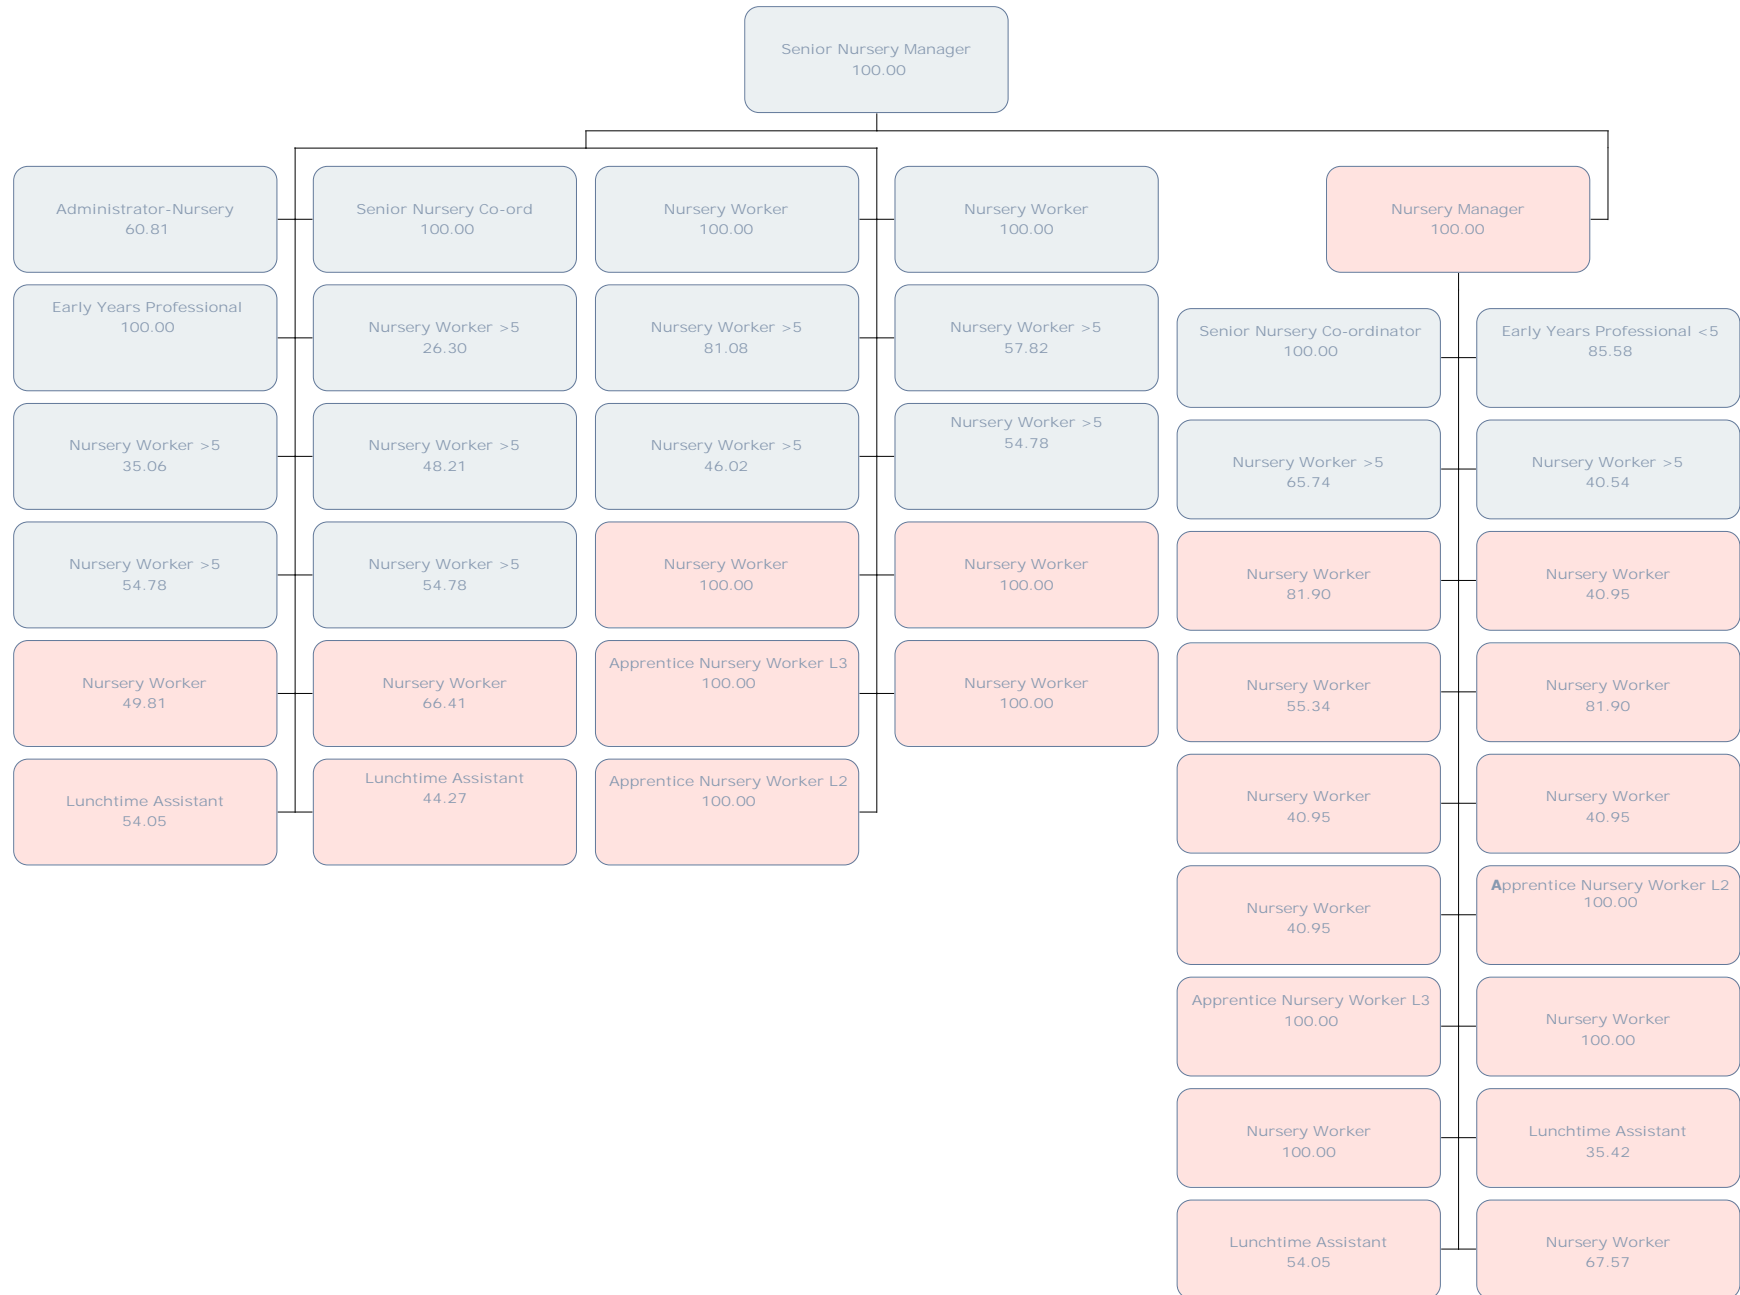 Senior Nursery Manager
100.00
Administrator-Nursery
60.81
Senior Nursery Co-ord
100.00
Nursery Worker
100.00
Nursery Worker
100.00
Nursery Manager
100.00
Early Years Professional
100.00
Nursery Worker >5
26.30
Nursery Worker >5
81.08
Nursery Worker >5
57.82
Senior Nursery Co-ordinator
100.00
Early Years Professional <5
85.58
Nursery Worker >5
35.06
Nursery Worker >5
48.21
Nursery Worker >5
46.02
Nursery Worker >5
54.78
Nursery Worker >5
65.74
Nursery Worker >5
40.54
Nursery Worker >5
54.78
Nursery Worker >5
54.78
Nursery Worker
100.00
Nursery Worker
100.00
Nursery Worker
81.90
Nursery Worker
40.95
Nursery Worker
49.81
Nursery Worker
66.41
Apprentice Nursery Worker L3
100.00
Nursery Worker
100.00
Nursery Worker
55.34
Nursery Worker
81.90
Lunchtime Assistant
54.05
Lunchtime Assistant
44.27
Apprentice Nursery Worker L2
100.00
Nursery Worker
40.95
Nursery Worker
40.95
Nursery Worker
40.95
Apprentice Nursery Worker L2
100.00
Apprentice Nursery Worker L3
100.00
Nursery Worker
100.00
Nursery Worker
100.00
Lunchtime Assistant
35.42
Lunchtime Assistant
54.05
Nursery Worker
67.57